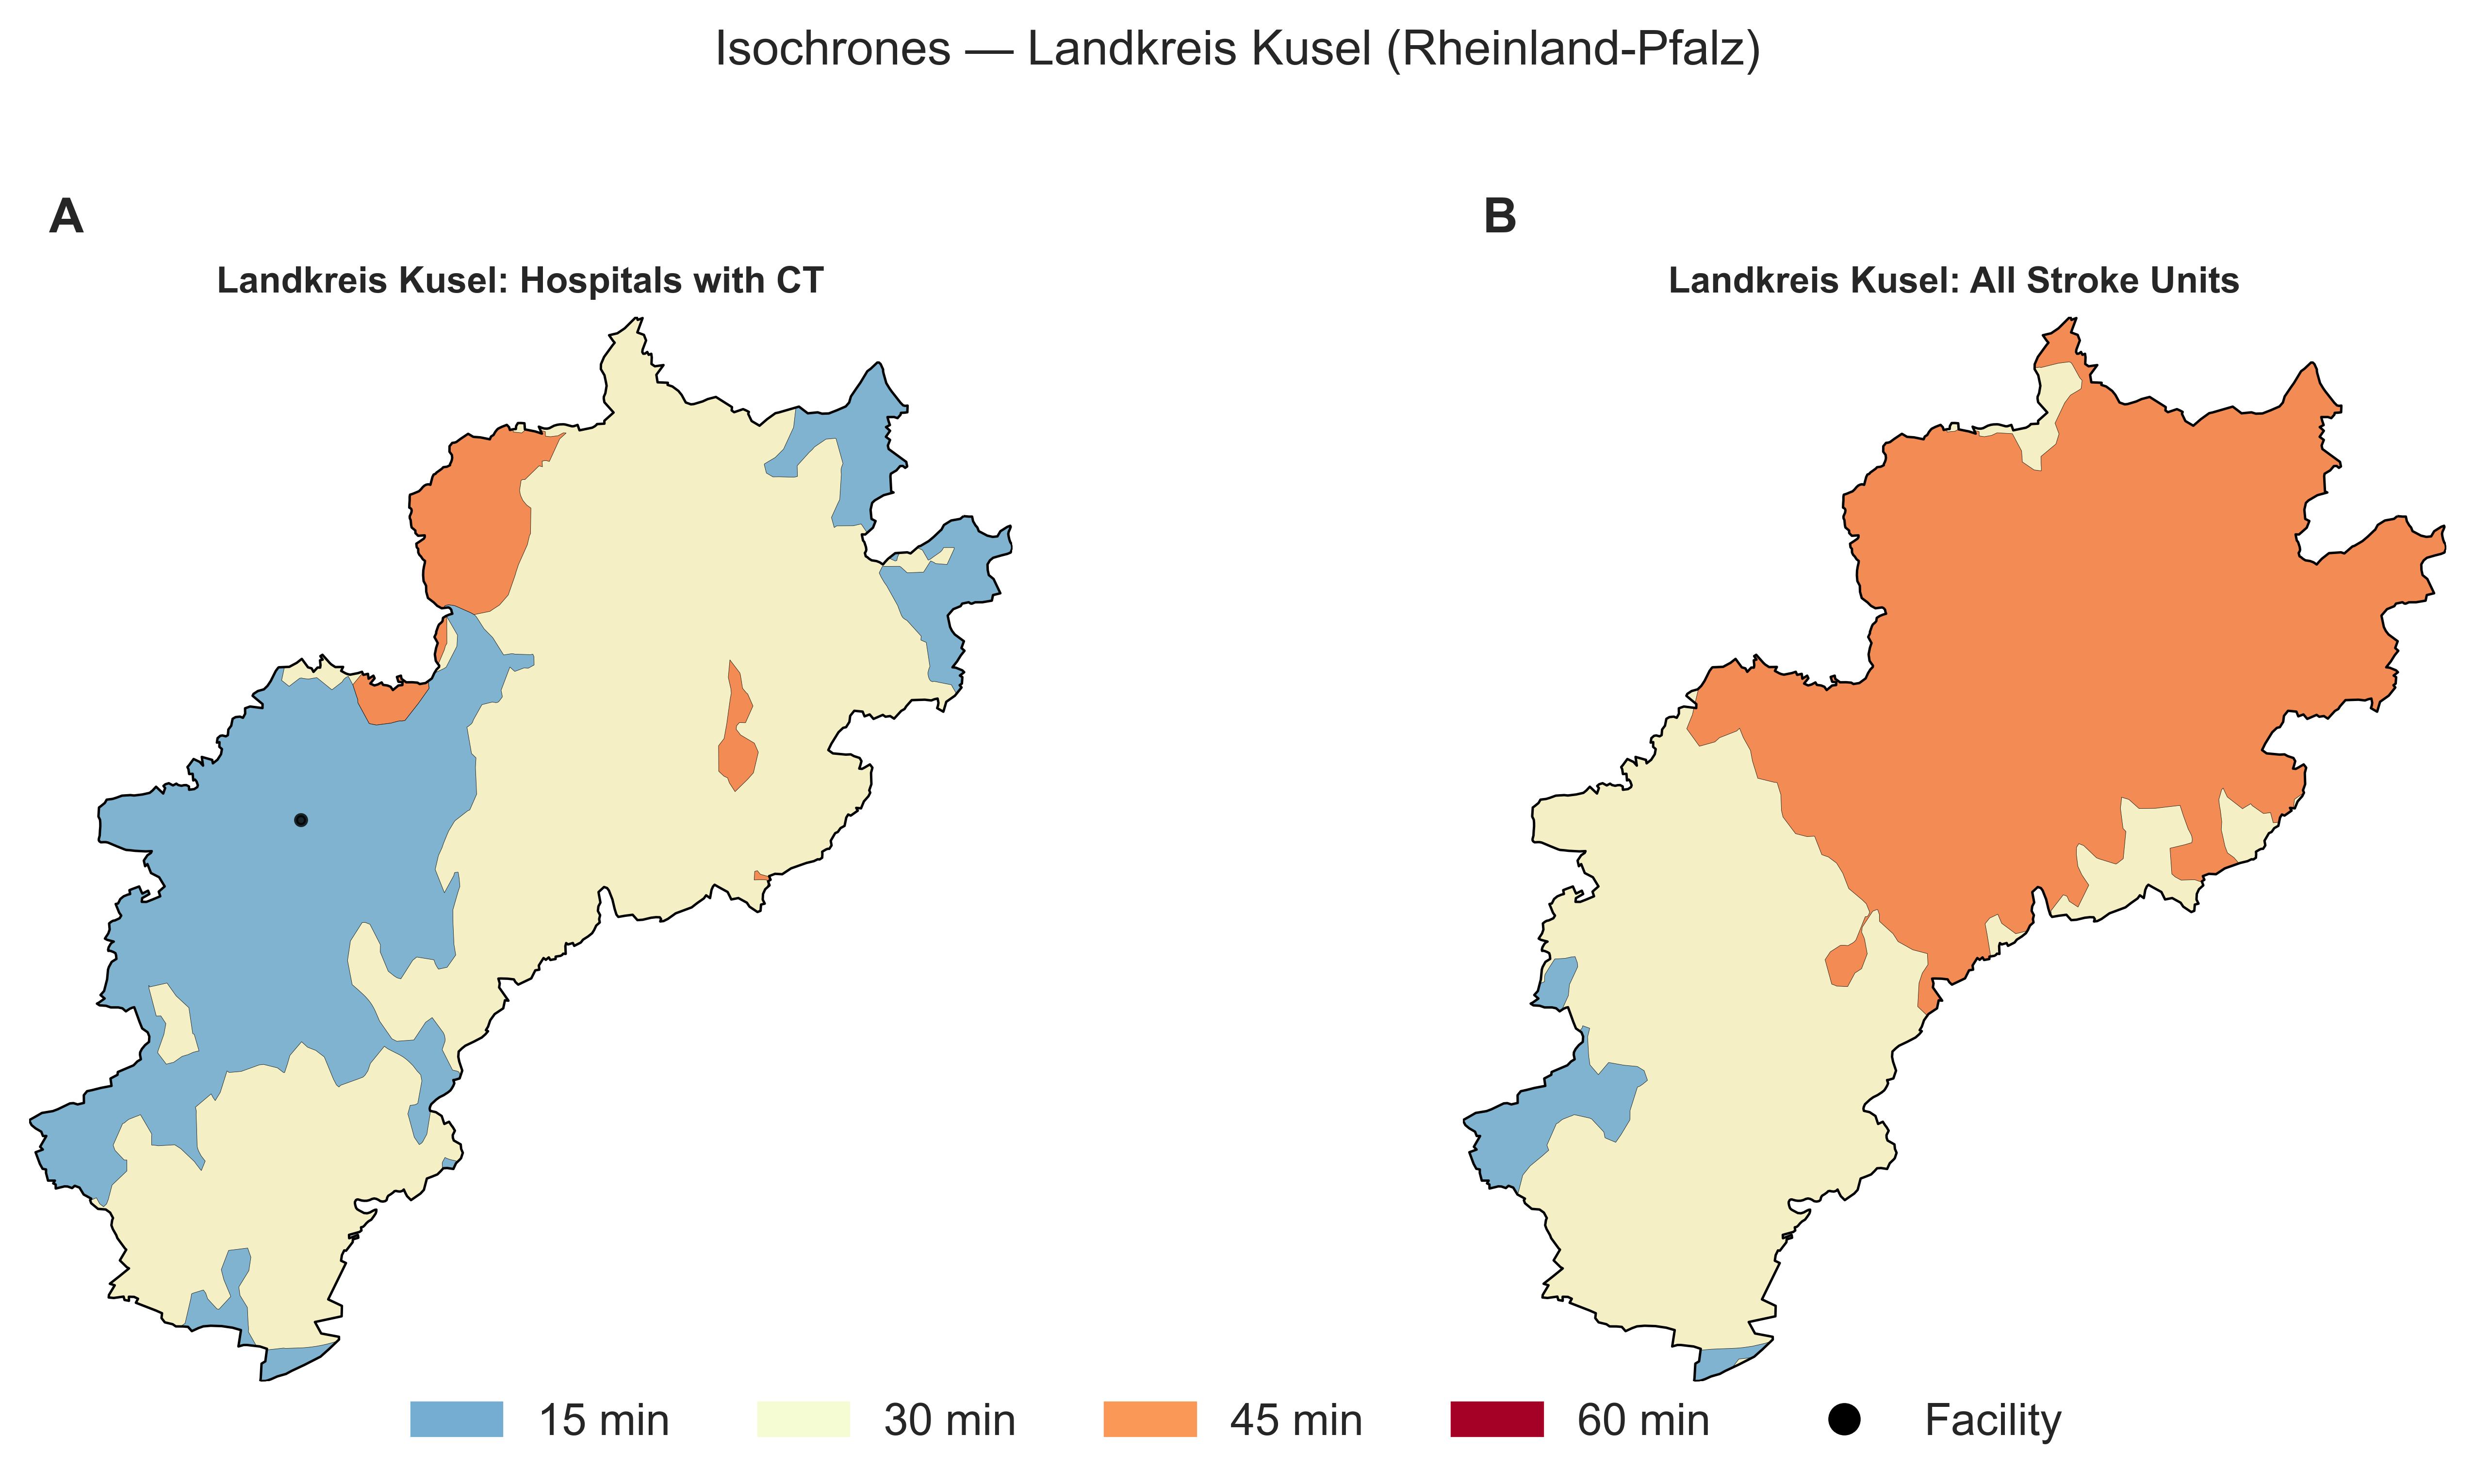 Isochrones — Landkreis Kusel (Rheinland-Pfalz)
A
B
Landkreis Kusel: Hospitals with CT
Landkreis Kusel: All Stroke Units
15 min
30 min
45 min
60 min
Facility